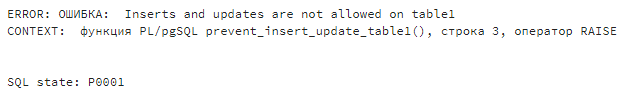 ERROR: ОШИБКА:  Inserts and updates are not allowed on table1
CONTEXT:  функция PL/pgSQL prevent_insert_update_table1(), строка 3, оператор RAISE
SQL state: P0001